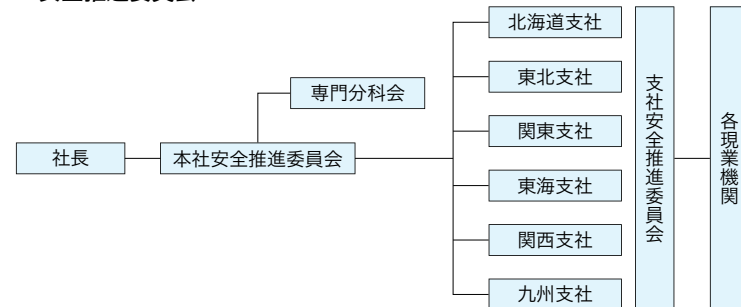 北海道支社
東北支社
専門分科会
関東支社
社長
本社安全推進委員会
東海支社
関西支社
九州支社
支社安全推進委員会
各現業機関